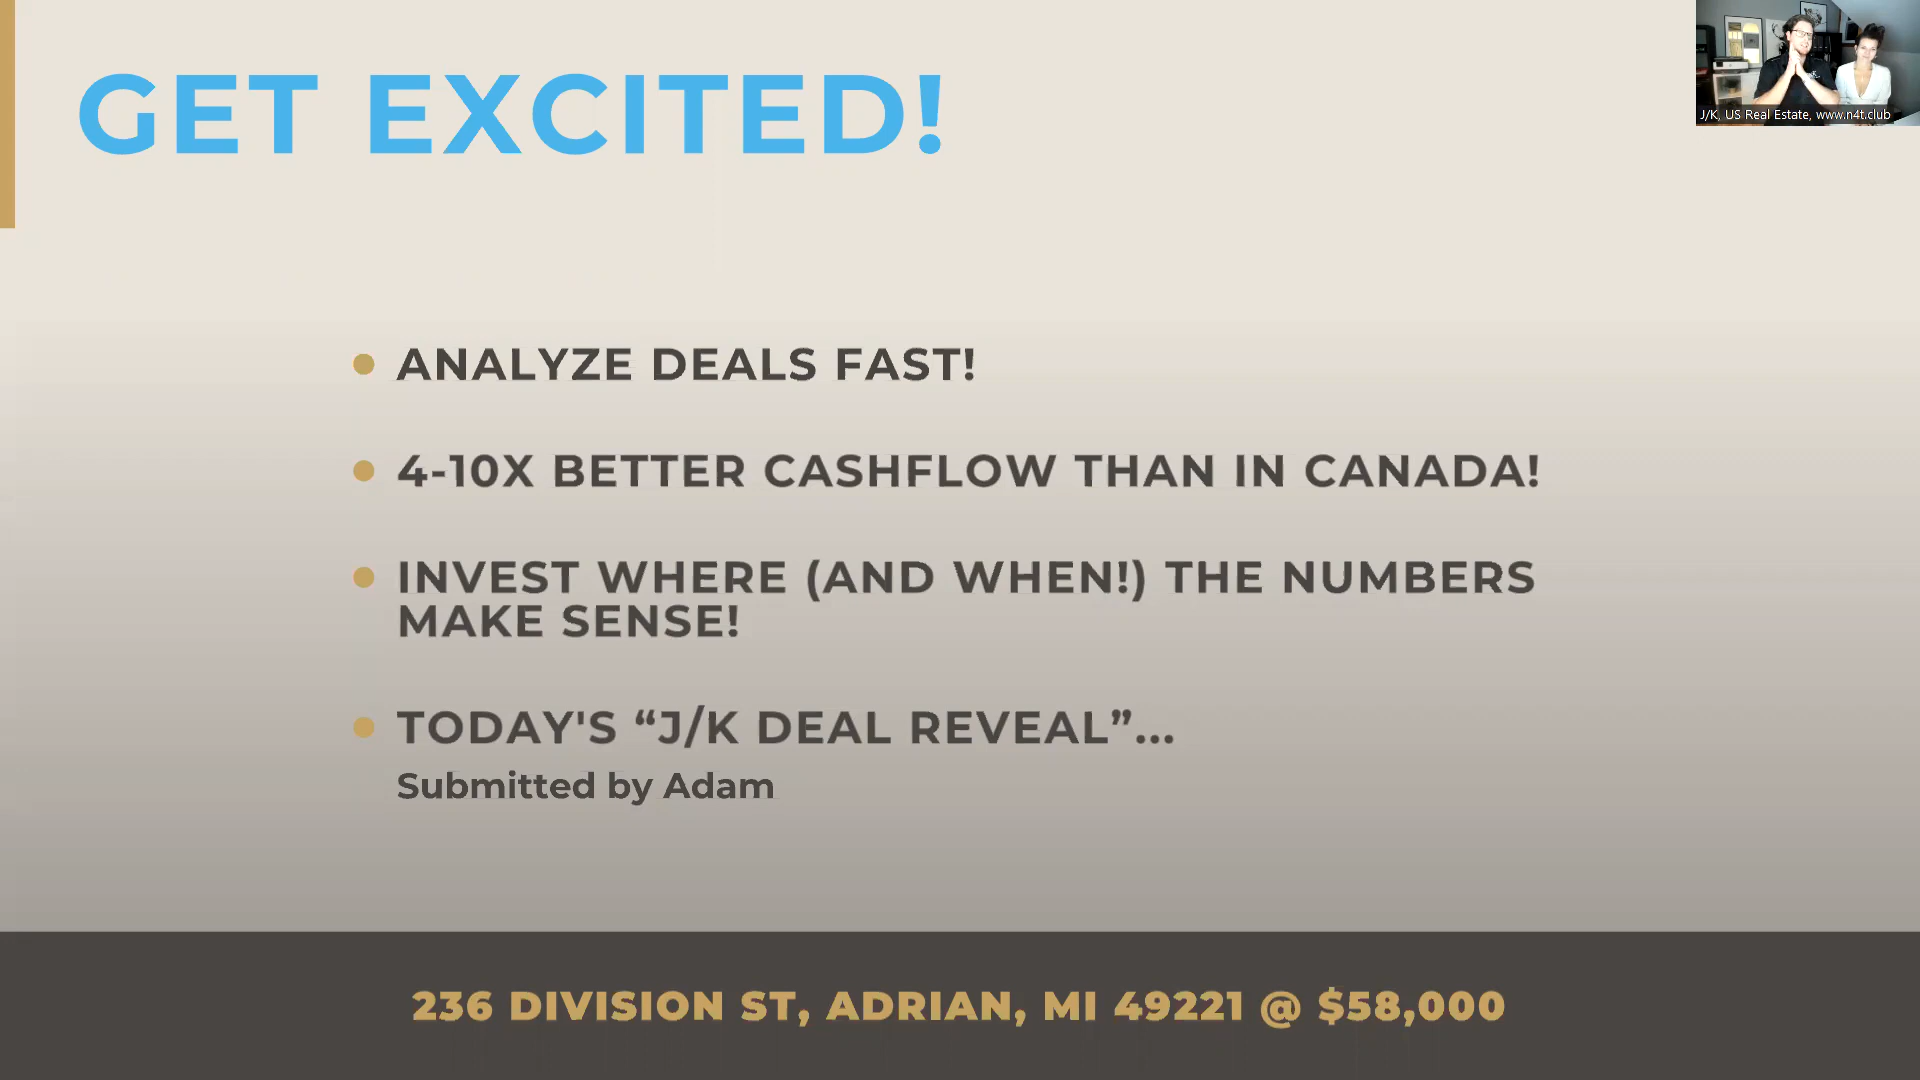 GET EXCITED!
J/K, US Real Estate, www.n4t.club
ANALYZE DEALS FAST!
4-10X BETTER CASHFLOW THAN IN CANADA!
INVEST WHERE (AND WHEN!) THE NUMBERS
MAKE SENSE!
TODAY'S “J/K DEAL REVEAL”...
Submitted by Adam
236 DIVISION ST, ADRIAN, MI 49221 @ $58,000